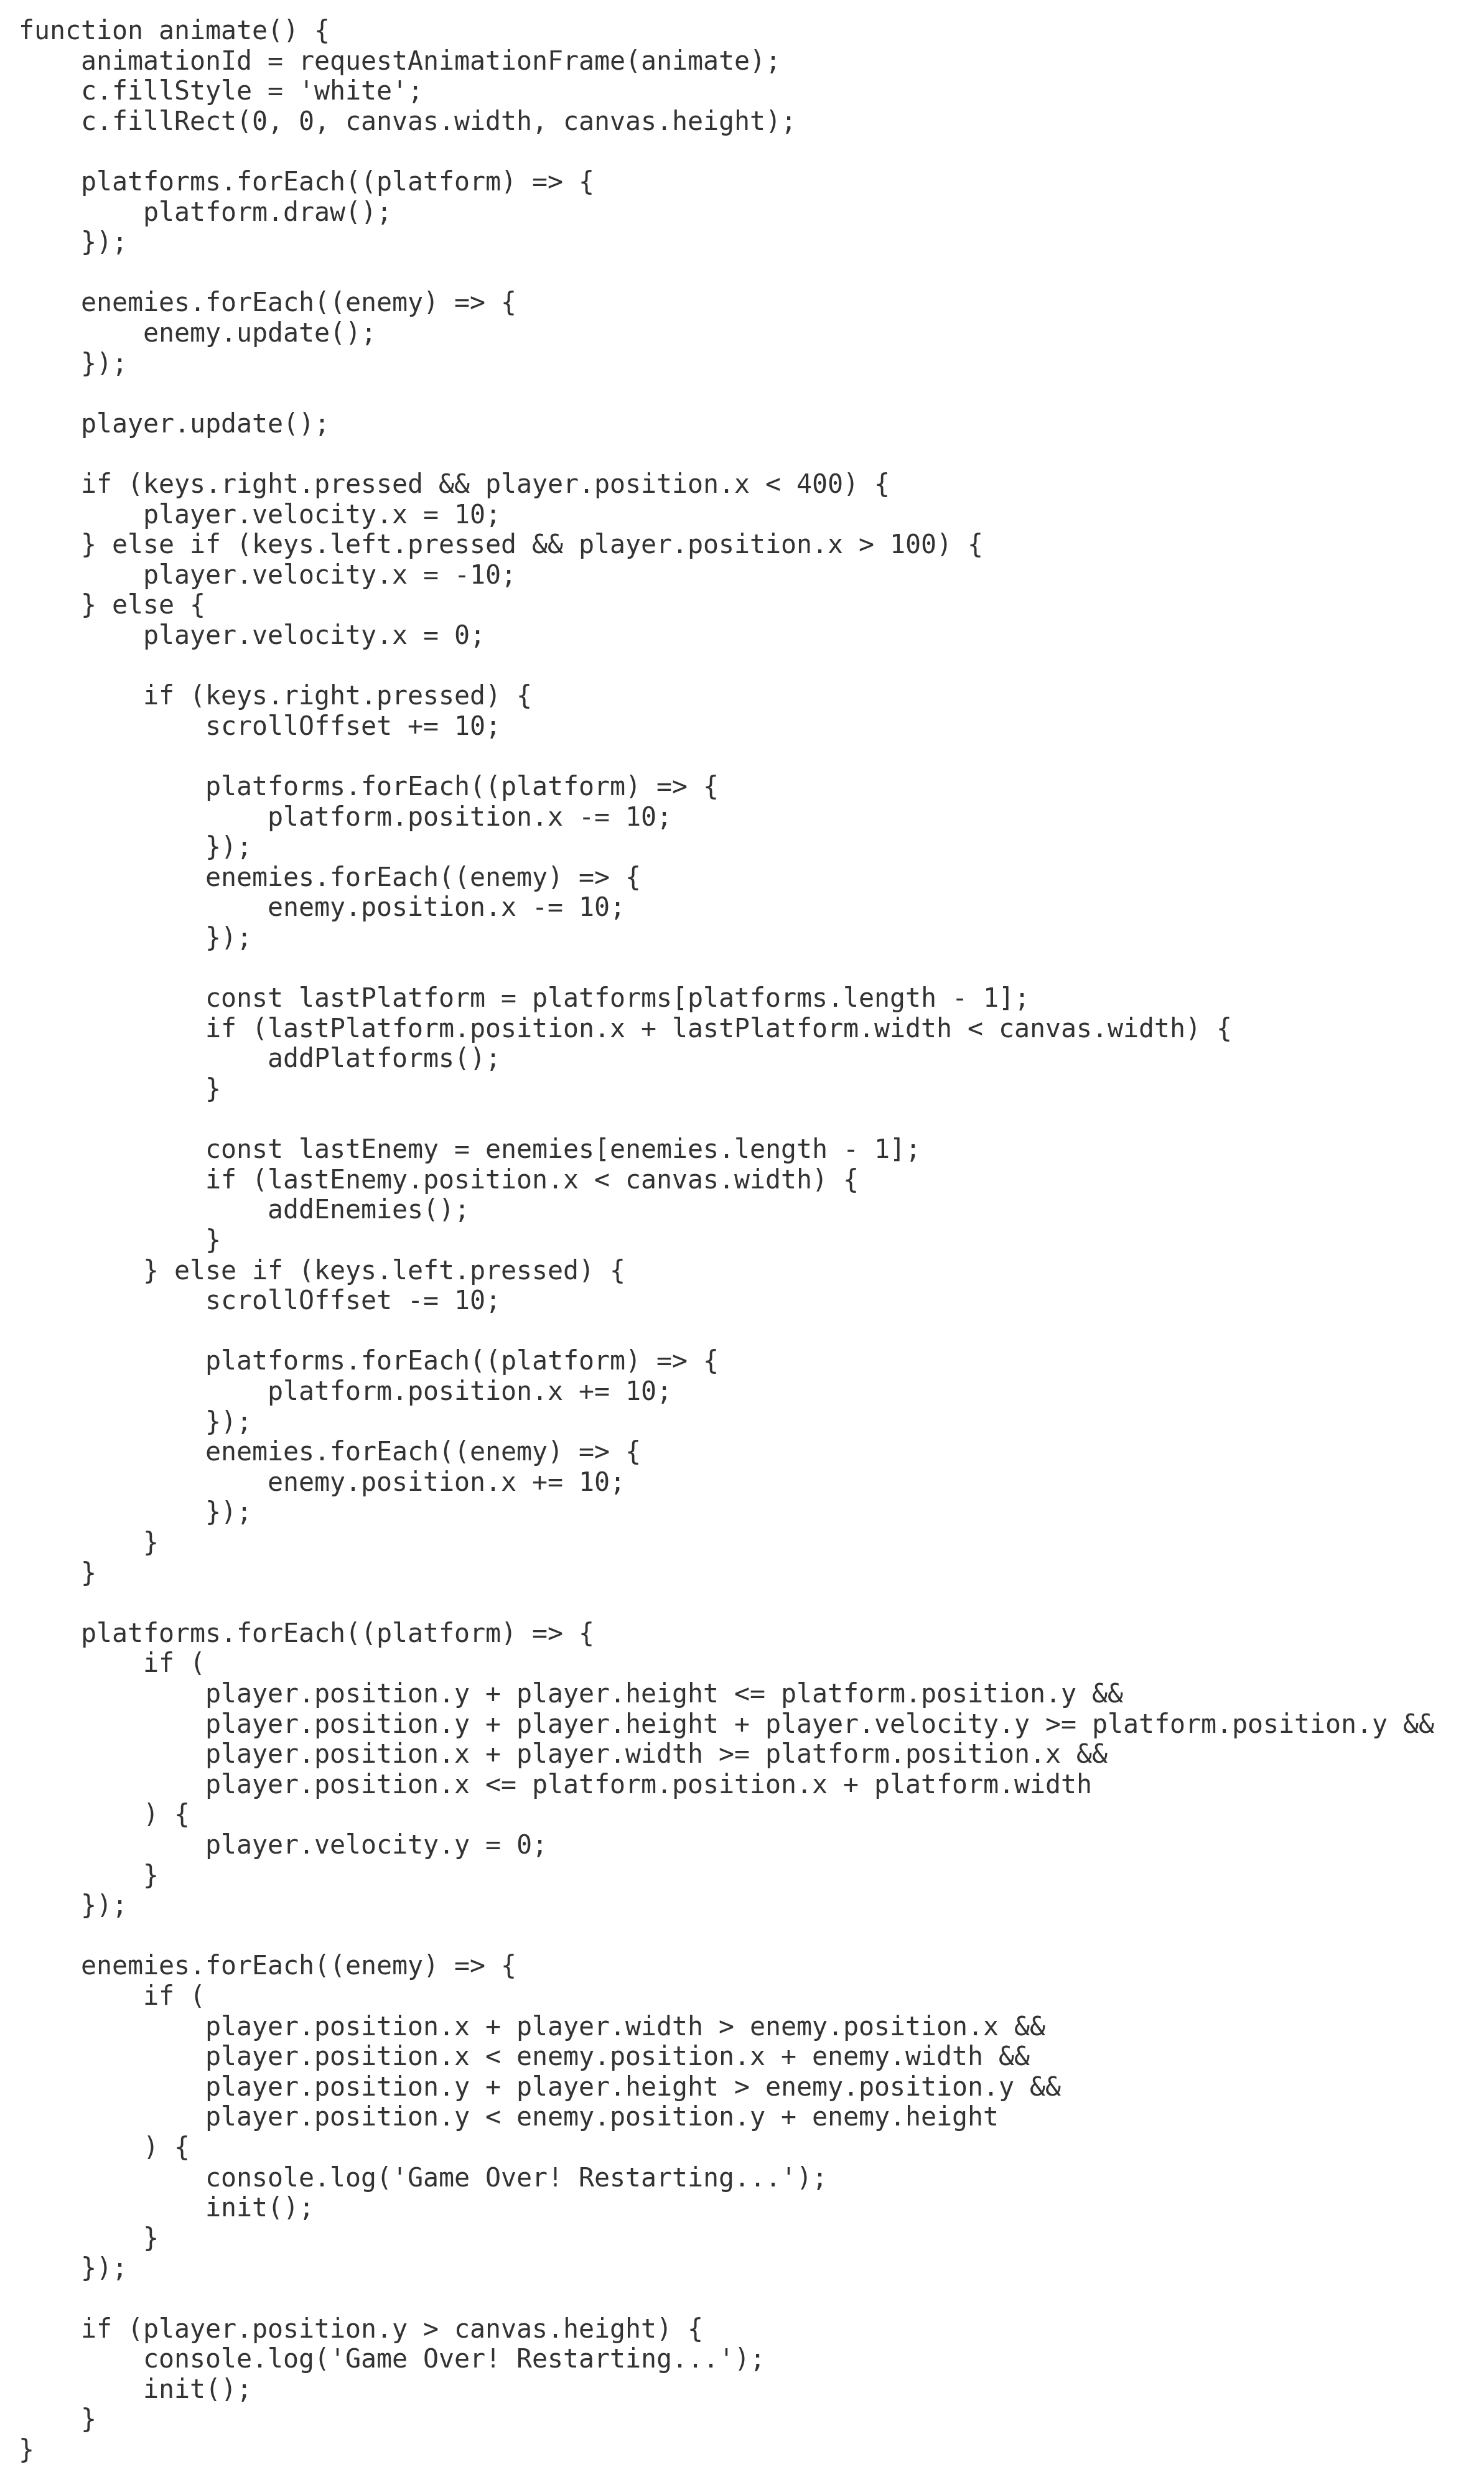 function animate() {
    animationId = requestAnimationFrame(animate);
    c.fillStyle = 'white';
    c.fillRect(0, 0, canvas.width, canvas.height);

    platforms.forEach((platform) => {
        platform.draw();
    });

    enemies.forEach((enemy) => {
        enemy.update();
    });

    player.update();

    if (keys.right.pressed && player.position.x < 400) {
        player.velocity.x = 10;
    } else if (keys.left.pressed && player.position.x > 100) {
        player.velocity.x = -10;
    } else {
        player.velocity.x = 0;

        if (keys.right.pressed) {
            scrollOffset += 10;

            platforms.forEach((platform) => {
                platform.position.x -= 10;
            });
            enemies.forEach((enemy) => {
                enemy.position.x -= 10;
            });

            const lastPlatform = platforms[platforms.length - 1];
            if (lastPlatform.position.x + lastPlatform.width < canvas.width) {
                addPlatforms();
            }

            const lastEnemy = enemies[enemies.length - 1];
            if (lastEnemy.position.x < canvas.width) {
                addEnemies();
            }
        } else if (keys.left.pressed) {
            scrollOffset -= 10;

            platforms.forEach((platform) => {
                platform.position.x += 10;
            });
            enemies.forEach((enemy) => {
                enemy.position.x += 10;
            });
        }
    }

    platforms.forEach((platform) => {
        if (
            player.position.y + player.height <= platform.position.y &&
            player.position.y + player.height + player.velocity.y >= platform.position.y &&
            player.position.x + player.width >= platform.position.x &&
            player.position.x <= platform.position.x + platform.width
        ) {
            player.velocity.y = 0;
        }
    });

    enemies.forEach((enemy) => {
        if (
            player.position.x + player.width > enemy.position.x &&
            player.position.x < enemy.position.x + enemy.width &&
            player.position.y + player.height > enemy.position.y &&
            player.position.y < enemy.position.y + enemy.height
        ) {
            console.log('Game Over! Restarting...');
            init();
        }
    });

    if (player.position.y > canvas.height) {
        console.log('Game Over! Restarting...');
        init();
    }
}